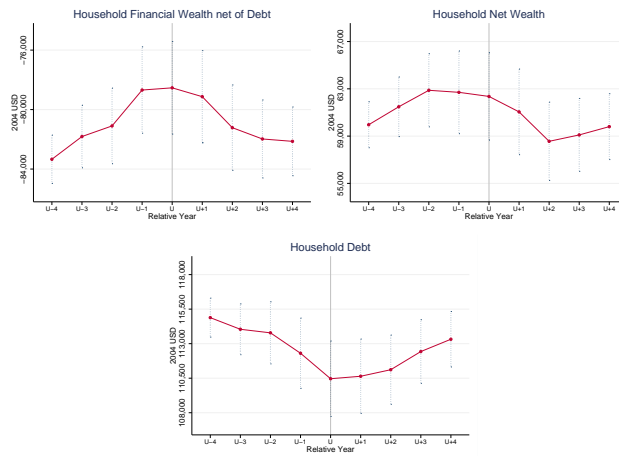 Household Financial Wealth net of Debt
2004 USD
−76,000
−80,000
−84,000
U−4 U−3 U−2 U−1 U U+1 U+2 U+3 U+4
Relative Year
Household Net Wealth
2004 USD
67,000
63,000
59,000
55,000
U−4 U−3 U−2 U−1 U U+1 U+2 U+3 U+4
Relative Year
Household Debt
2004 USD
118,000
115,500
113,000
110,500
108,000
U−4 U−3 U−2 U−1 U U+1 U+2 U+3 U+4
Relative Year